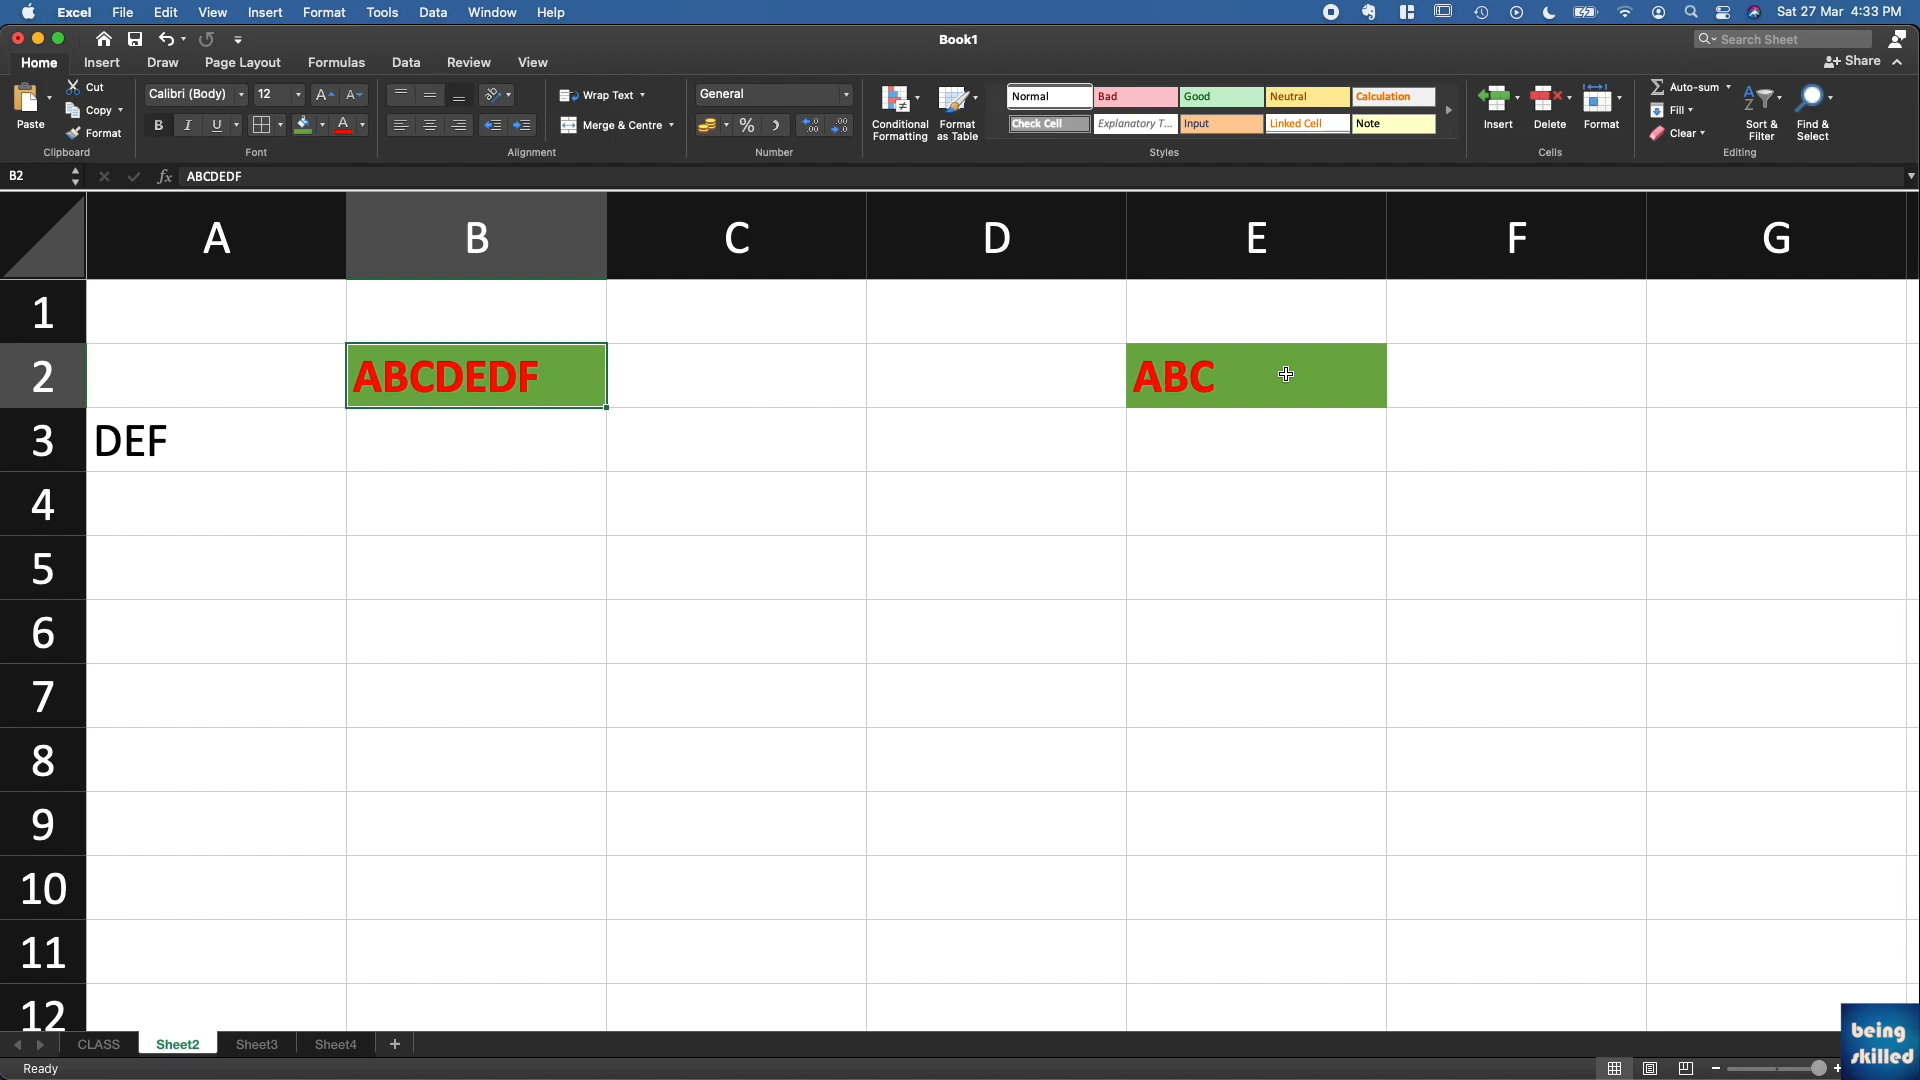 Excel File Edit View Insert Format Tools Data Window Help Sat 27 Mar 4:33 PM
Book1 Search Sheet
Home Insert Draw Page Layout Formulas Data Review View Share
Paste Cut Copy Format Clipboard
Calibri (Body) 12 A A B I U A Font
Wrap Text Merge & Centre Alignment
General % Number
Conditional Formatting Format as Table
Normal Bad Good Neutral Calculation
Check Cell Explanatory T... Input Linked Cell Note
Styles
Insert Delete Format Cells
Auto-sum Fill Clear Sort & Filter Find & Select Editing
B2 fx ABCDEDF
A B C D E F G
1
2 ABCDEDF ABC
3 DEF
4
5
6
7
8
9
10
11
12
CLASS Sheet2 Sheet3 Sheet4 +
Ready
being
skilled